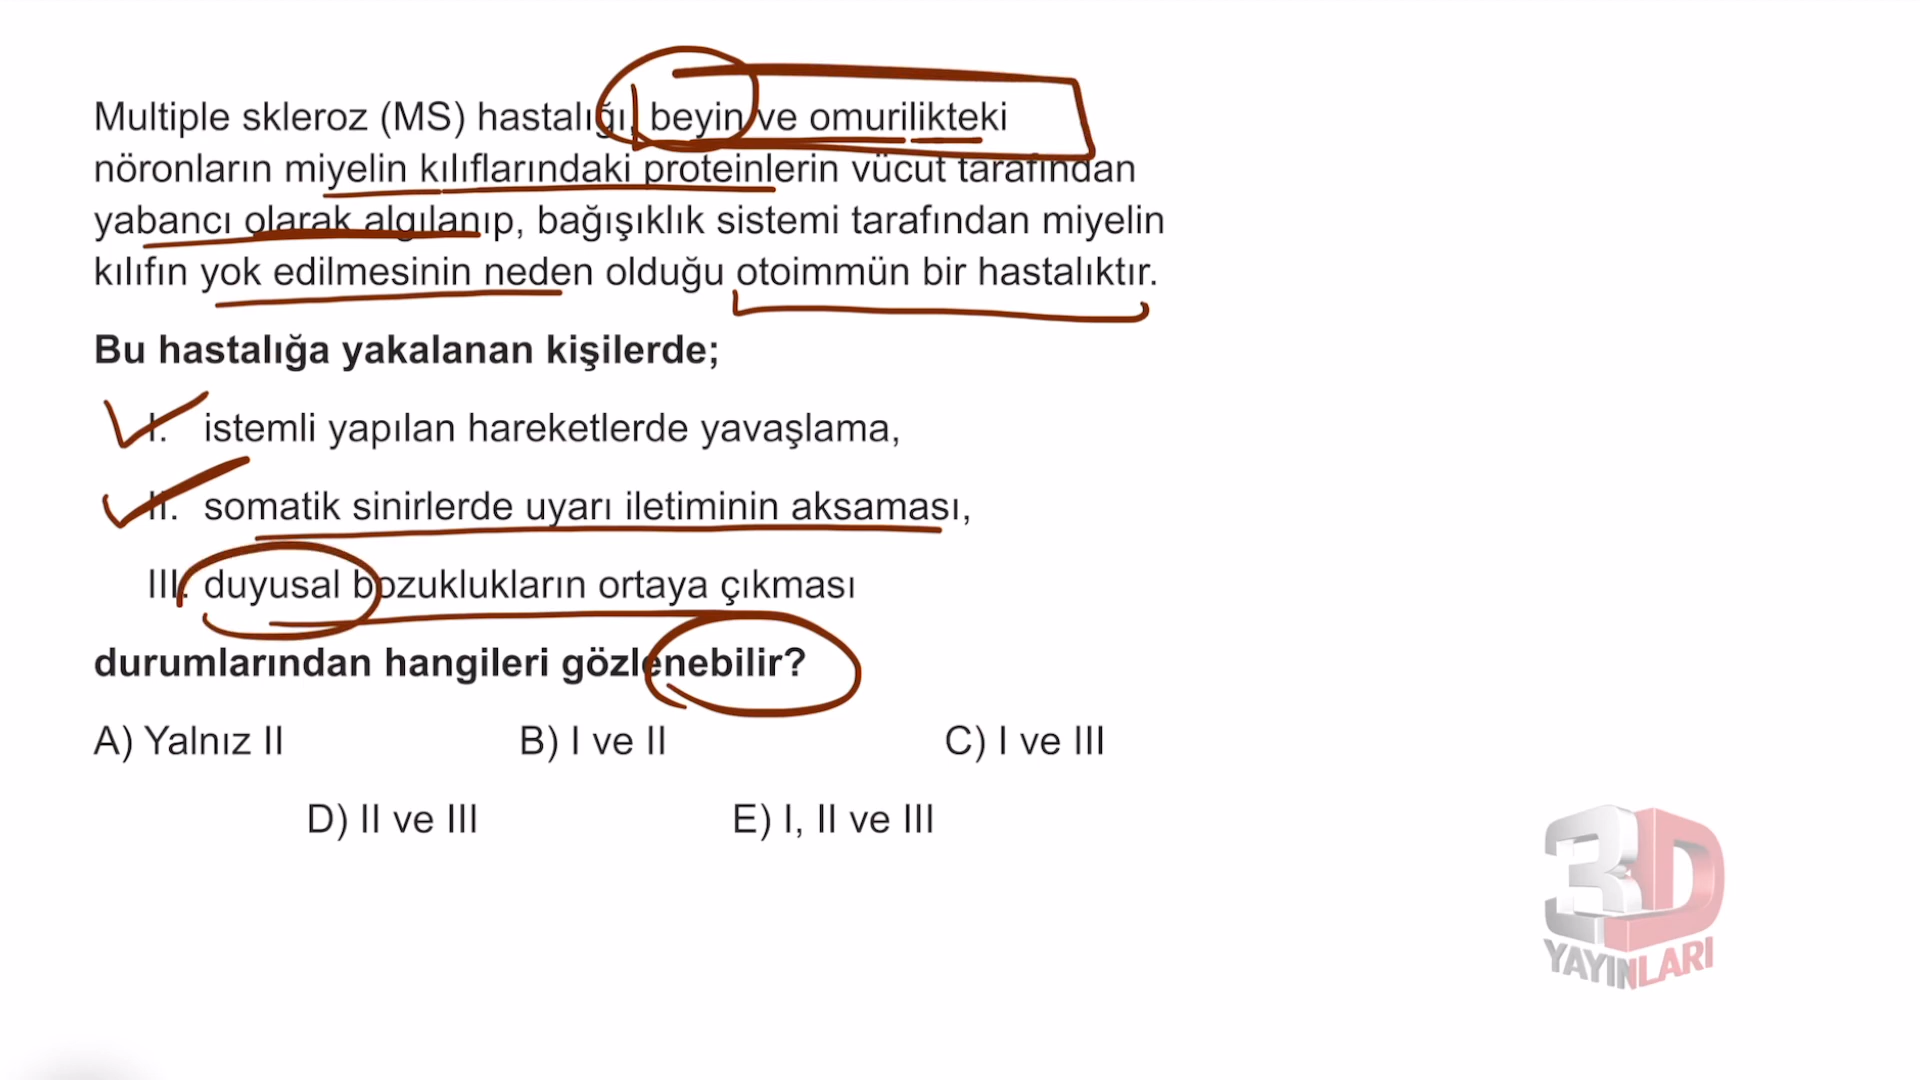 Multiple skleroz (MS) hastalığı, beyin ve omurilikteki
nöronların miyelin kılıflarındaki proteinlerin vücut tarafından
yabancı olarak algılanıp, bağışıklık sistemi tarafından miyelin
kılıfın yok edilmesinin neden olduğu otoimmün bir hastalıktır.
Bu hastalığa yakalanan kişilerde;
I. istemli yapılan hareketlerde yavaşlama,
II. somatik sinirlerde uyarı iletiminin aksaması,
III. duyusal bozuklukların ortaya çıkması
durumlarından hangileri gözlenebilir?
A) Yalnız II B) I ve II C) I ve III
D) II ve III E) I, II ve III
3D
YAYINLARI